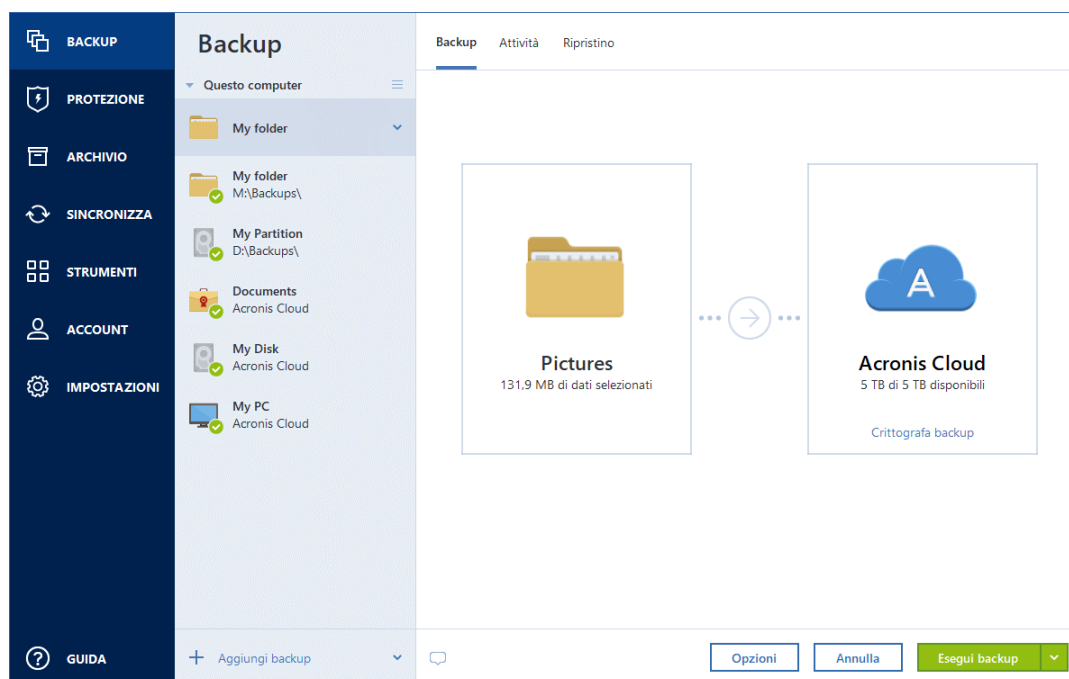 BACKUP
PROTEZIONE
ARCHIVIO
SINCRONIZZA
STRUMENTI
ACCOUNT
IMPOSTAZIONI
GUIDA
Backup
Questo computer
My folder
My folder
M:\Backups\
My Partition
D:\Backups\
Documents
Acronis Cloud
My Disk
Acronis Cloud
My PC
Acronis Cloud
Aggiungi backup
Backup Attività Ripristino
Pictures
131,9 MB di dati selezionati
Acronis Cloud
5 TB di 5 TB disponibili
Crittografa backup
Opzioni Annulla Esegui backup